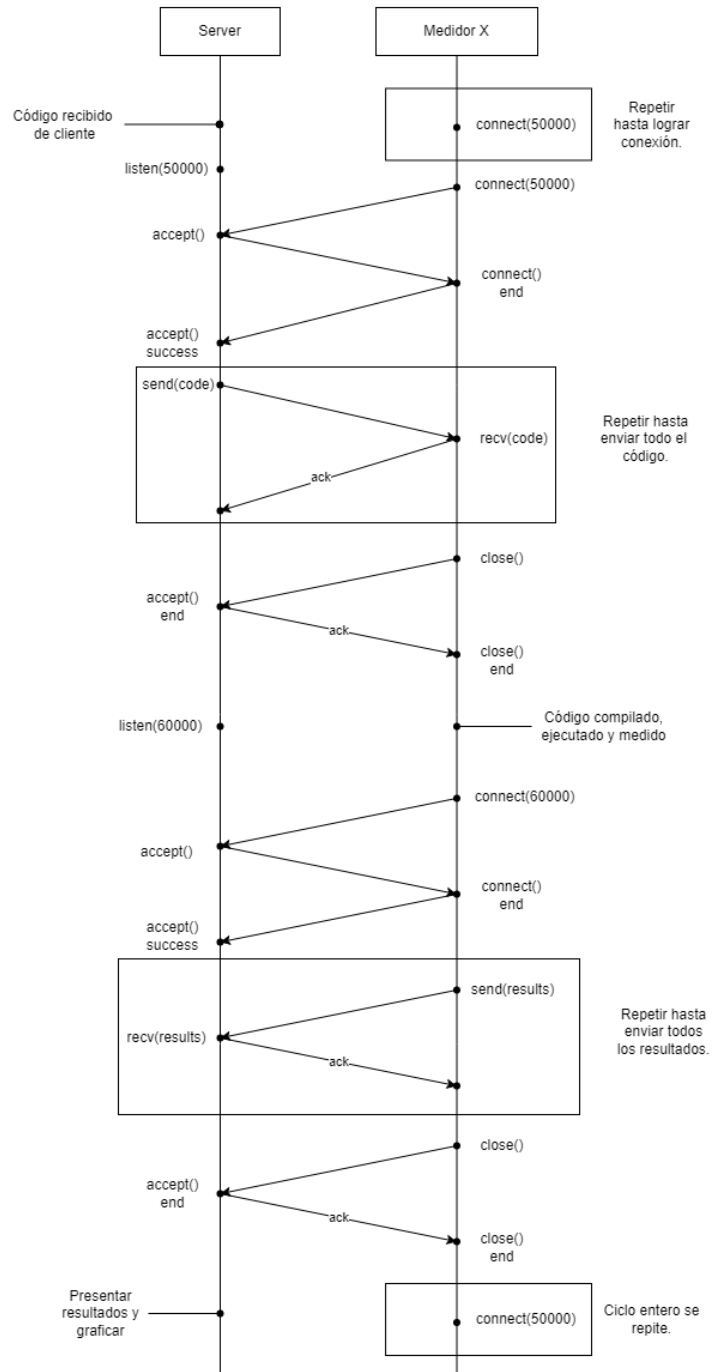 Server
Medidor X
Código recibido
de cliente
connect(50000)
Repetir
hasta lograr
conexión.
listen(50000)
connect(50000)
accept()
connect()
end
accept()
success
send(code)
recv(code)
Repetir hasta
enviar todo el
código.
ack
close()
accept()
end
ack
close()
end
listen(60000)
Código compilado,
ejecutado y medido
connect(60000)
accept()
connect()
end
accept()
success
send(results)
recv(results)
Repetir hasta
enviar todos
los resultados.
ack
close()
accept()
end
ack
close()
end
Presentar
resultados y
graficar
connect(50000)
Ciclo entero se
repite.